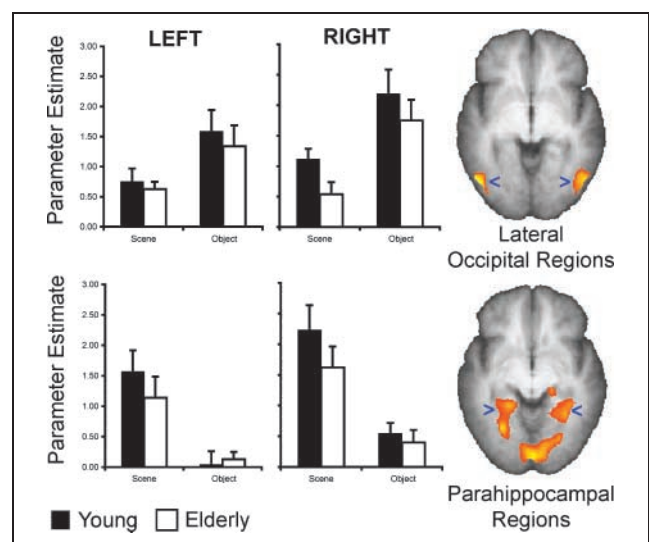 LEFT RIGHT
Parameter Estimate
3.00
2.50
2.00
1.50
1.00
0.50
0.00
Scene Object Scene Object
Lateral
Occipital Regions
Parameter Estimate
3.00
2.50
2.00
1.50
1.00
0.50
0.00
Scene Object Scene Object
Parahippocampal
Regions
Young Elderly